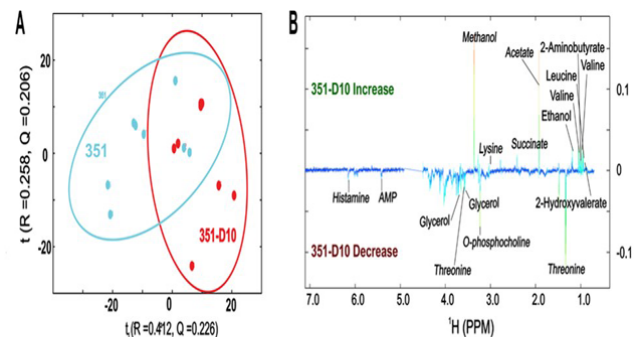 A
20
10
0
-10
-20
351
351-D10
-20
0
20
t (R =0.258, Q =0.206)
t,(R =0.412, Q =0.226)
B
Methanol
Acetate
2-Aminobutyrate
Leucine
Valine
Valine
Ethanol
351-D10 Increase
Lysine
Succinate
0.1
0
-0.1
Histamine
AMP
Glycerol
Glycerol
2-Hydroxyvalerate
O-phosphocholine
351-D10 Decrease
Threonine
Threonine
7.0
6.0
5.0
4.0
3.0
2.0
1.0
1H (PPM)